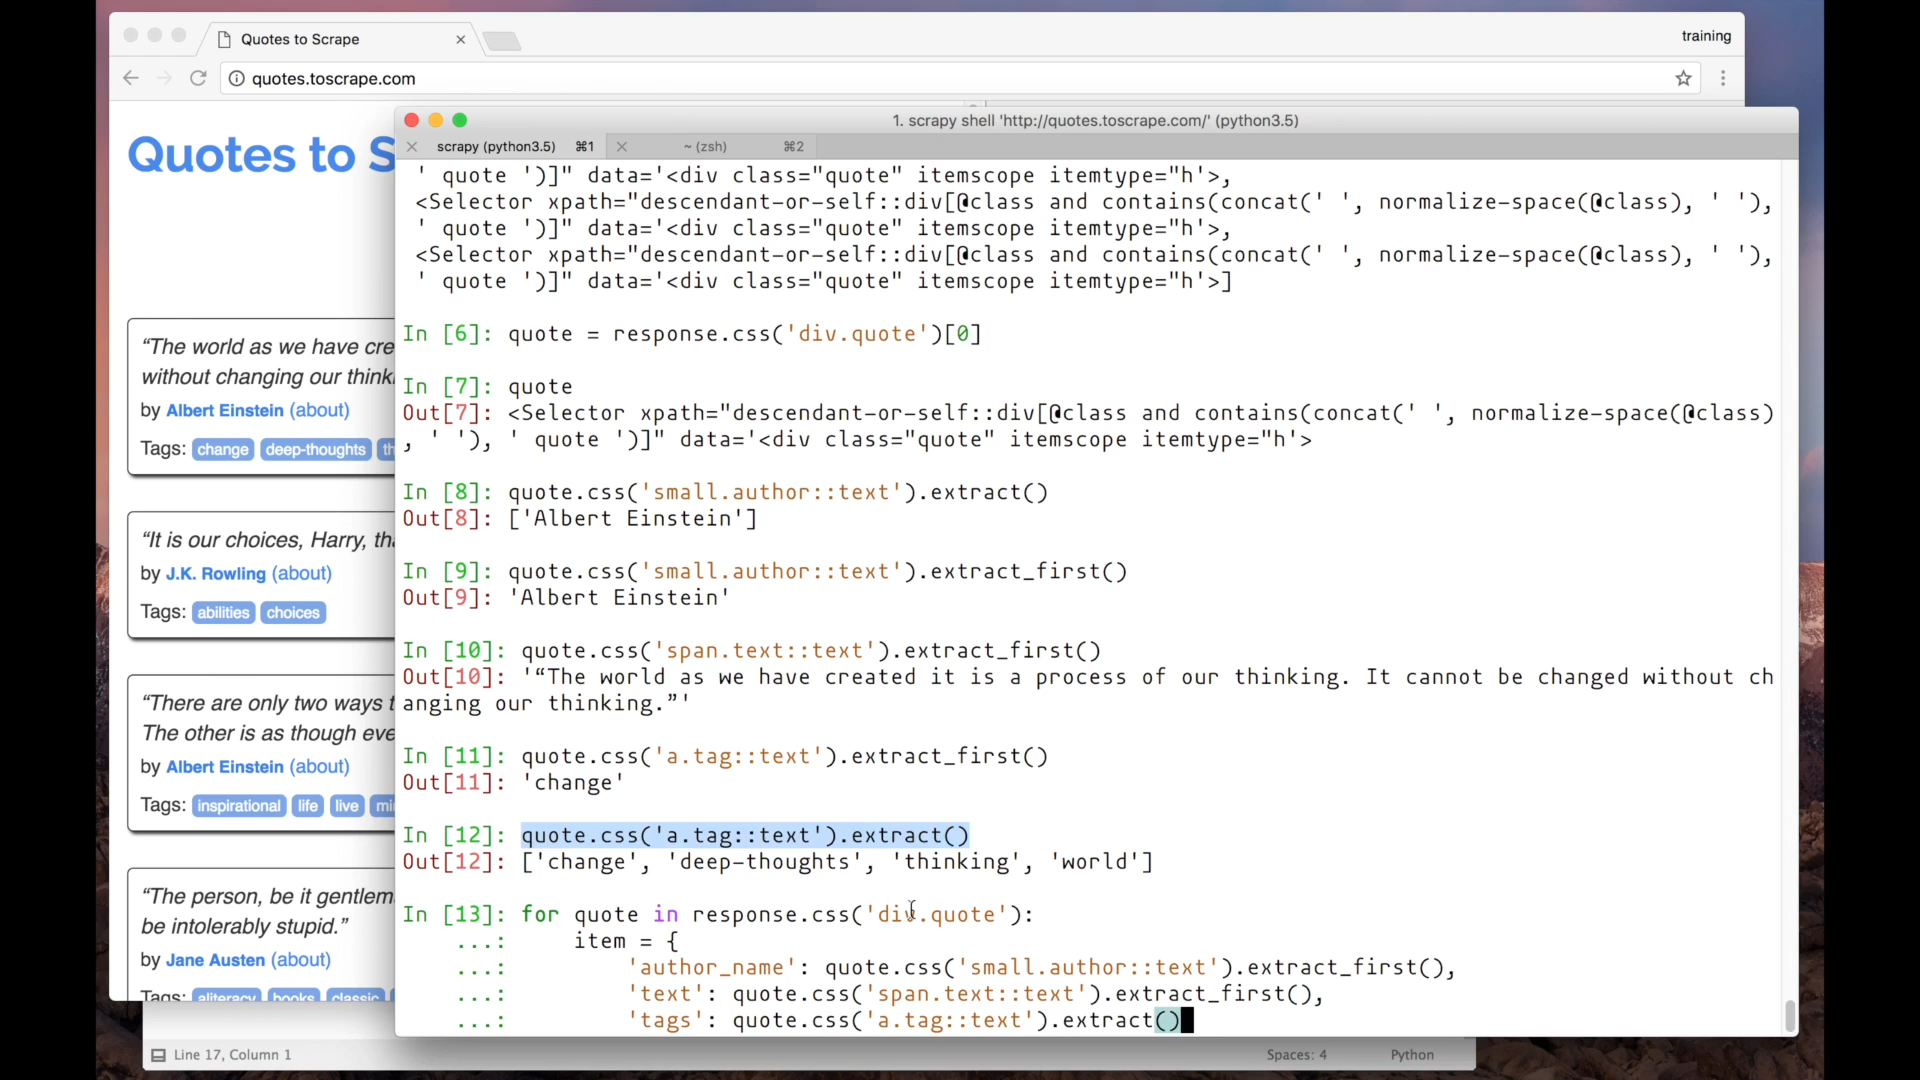 Quotes to Scrape
training
quotes.toscrape.com
Quotes to S
“The world as we have cre
without changing our think
by Albert Einstein (about)
Tags: change deep-thoughts th
“It is our choices, Harry, tha
by J.K. Rowling (about)
Tags: abilities choices
“There are only two ways t
The other is as though eve
by Albert Einstein (about)
Tags: inspirational life live mi
“The person, be it gentlem
be intolerably stupid.”
by Jane Austen (about)
Tags: aliteracy books classic
1. scrapy shell 'http://quotes.toscrape.com/' (python3.5)
scrapy (python3.5) ⌘1 ~ (zsh) ⌘2
' quote ')]" data='<div class="quote" itemscope itemtype="h'>,
<Selector xpath="descendant-or-self::div[@class and contains(concat(' ', normalize-space(@class), ' '),
' quote ')]" data='<div class="quote" itemscope itemtype="h'>,
<Selector xpath="descendant-or-self::div[@class and contains(concat(' ', normalize-space(@class), ' '),
' quote ')]" data='<div class="quote" itemscope itemtype="h'>]
In [6]: quote = response.css('div.quote')[0]
In [7]: quote
Out[7]: <Selector xpath="descendant-or-self::div[@class and contains(concat(' ', normalize-space(@class)
, ' '), ' quote ')]" data='<div class="quote" itemscope itemtype="h'>
In [8]: quote.css('small.author::text').extract()
Out[8]: ['Albert Einstein']
In [9]: quote.css('small.author::text').extract_first()
Out[9]: 'Albert Einstein'
In [10]: quote.css('span.text::text').extract_first()
Out[10]: '“The world as we have created it is a process of our thinking. It cannot be changed without ch
anging our thinking.”'
In [11]: quote.css('a.tag::text').extract_first()
Out[11]: 'change'
In [12]: quote.css('a.tag::text').extract()
Out[12]: ['change', 'deep-thoughts', 'thinking', 'world']
In [13]: for quote in response.css('div.quote'):
...: item = {
...: 'author_name': quote.css('small.author::text').extract_first(),
...: 'text': quote.css('span.text::text').extract_first(),
...: 'tags': quote.css('a.tag::text').extract()
Line 17, Column 1
Spaces: 4 Python